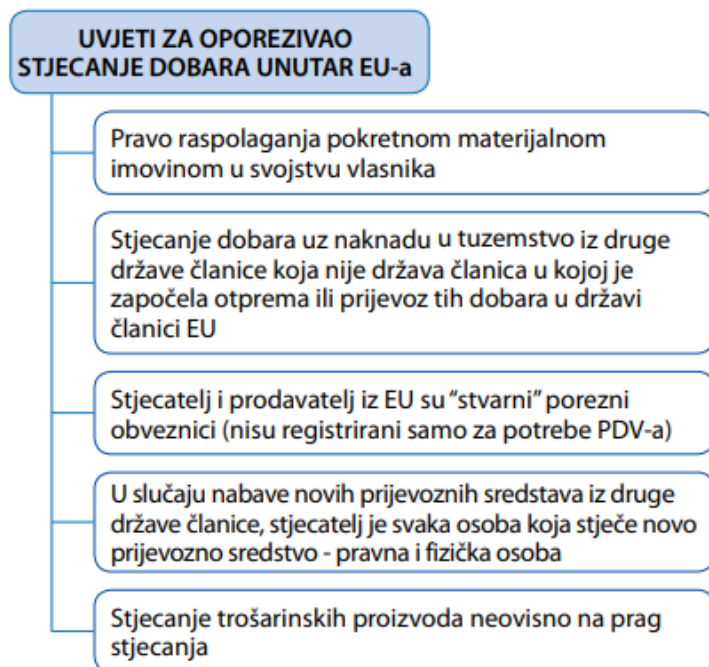 UVJETI ZA OPOREZIVAO
STJECANJE DOBARA UNUTAR EU-a
Pravo raspolaganja pokretnom materijalnom
imovinom u svojstvu vlasnika
Stjecanje dobara uz naknadu u tuzemstvo iz druge
države članice koja nije država članica u kojoj je
započela otprema ili prijevoz tih dobara u državi
članici EU
Stjecatelj i prodavatelj iz EU su “stvarni” porezni
obveznici (nisu registrirani samo za potrebe PDV-a)
U slučaju nabave novih prijevoznih sredstava iz druge
države članice, stjecatelj je svaka osoba koja stječe novo
prijevozno sredstvo - pravna i fizička osoba
Stjecanje trošarinskih proizvoda neovisno na prag
stjecanja